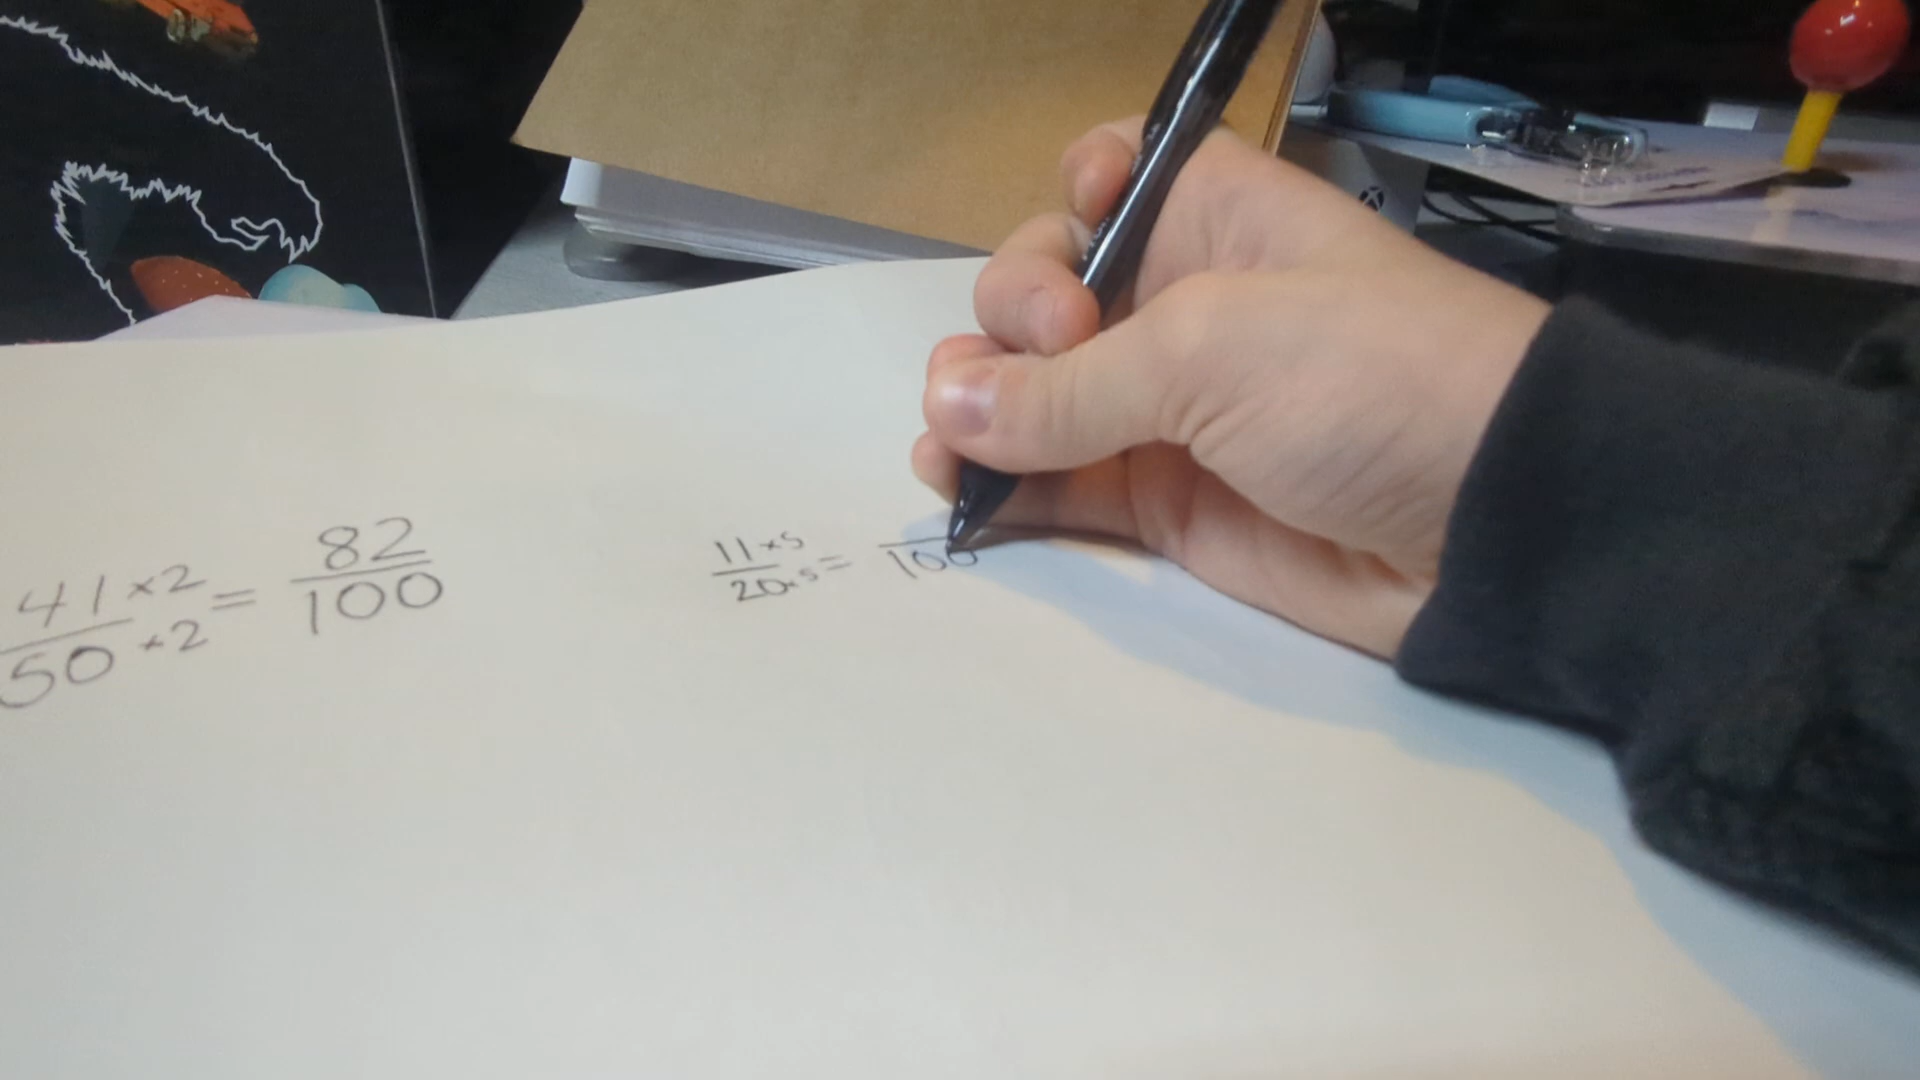 41×2 = 82
50×2 100
11×5 =
20×5 100